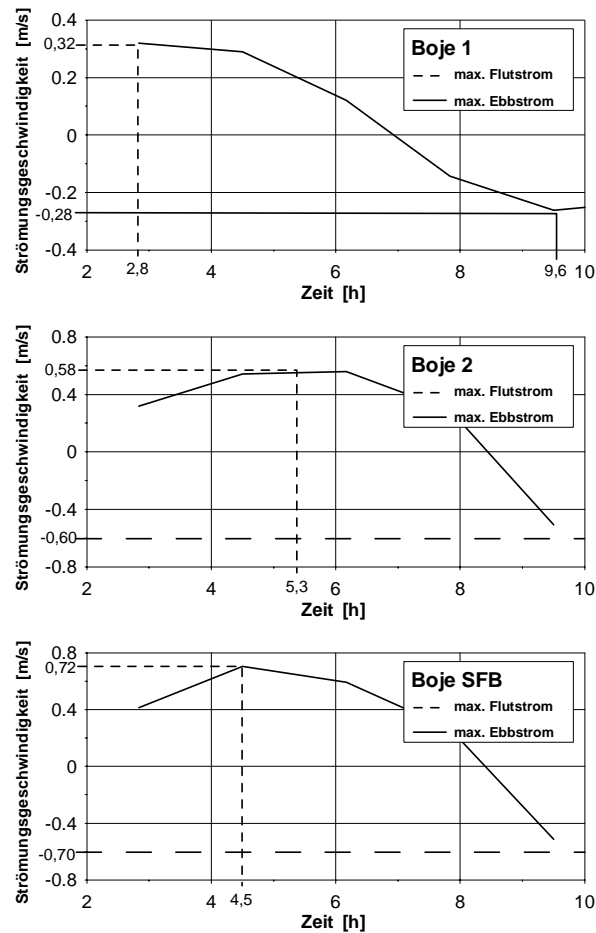 Strömungsgeschwindigkeit [m/s]
0.4
0,32
0.2
0
-0.2
-0,28
-0.4
Boje 1
max. Flutstrom
max. Ebbstrom
2 2,8 4 6 8 9,6 10
Zeit [h]
Strömungsgeschwindigkeit [m/s]
0.8
0,58
0.4
0
-0.4
-0,60
-0.8
Boje 2
max. Flutstrom
max. Ebbstrom
2 4 5,3 6 8 10
Zeit [h]
Strömungsgeschwindigkeit [m/s]
0.8
0,72
0.4
0
-0.4
-0,70
-0.8
Boje SFB
max. Flutstrom
max. Ebbstrom
2 4 4,5 6 8 10
Zeit [h]